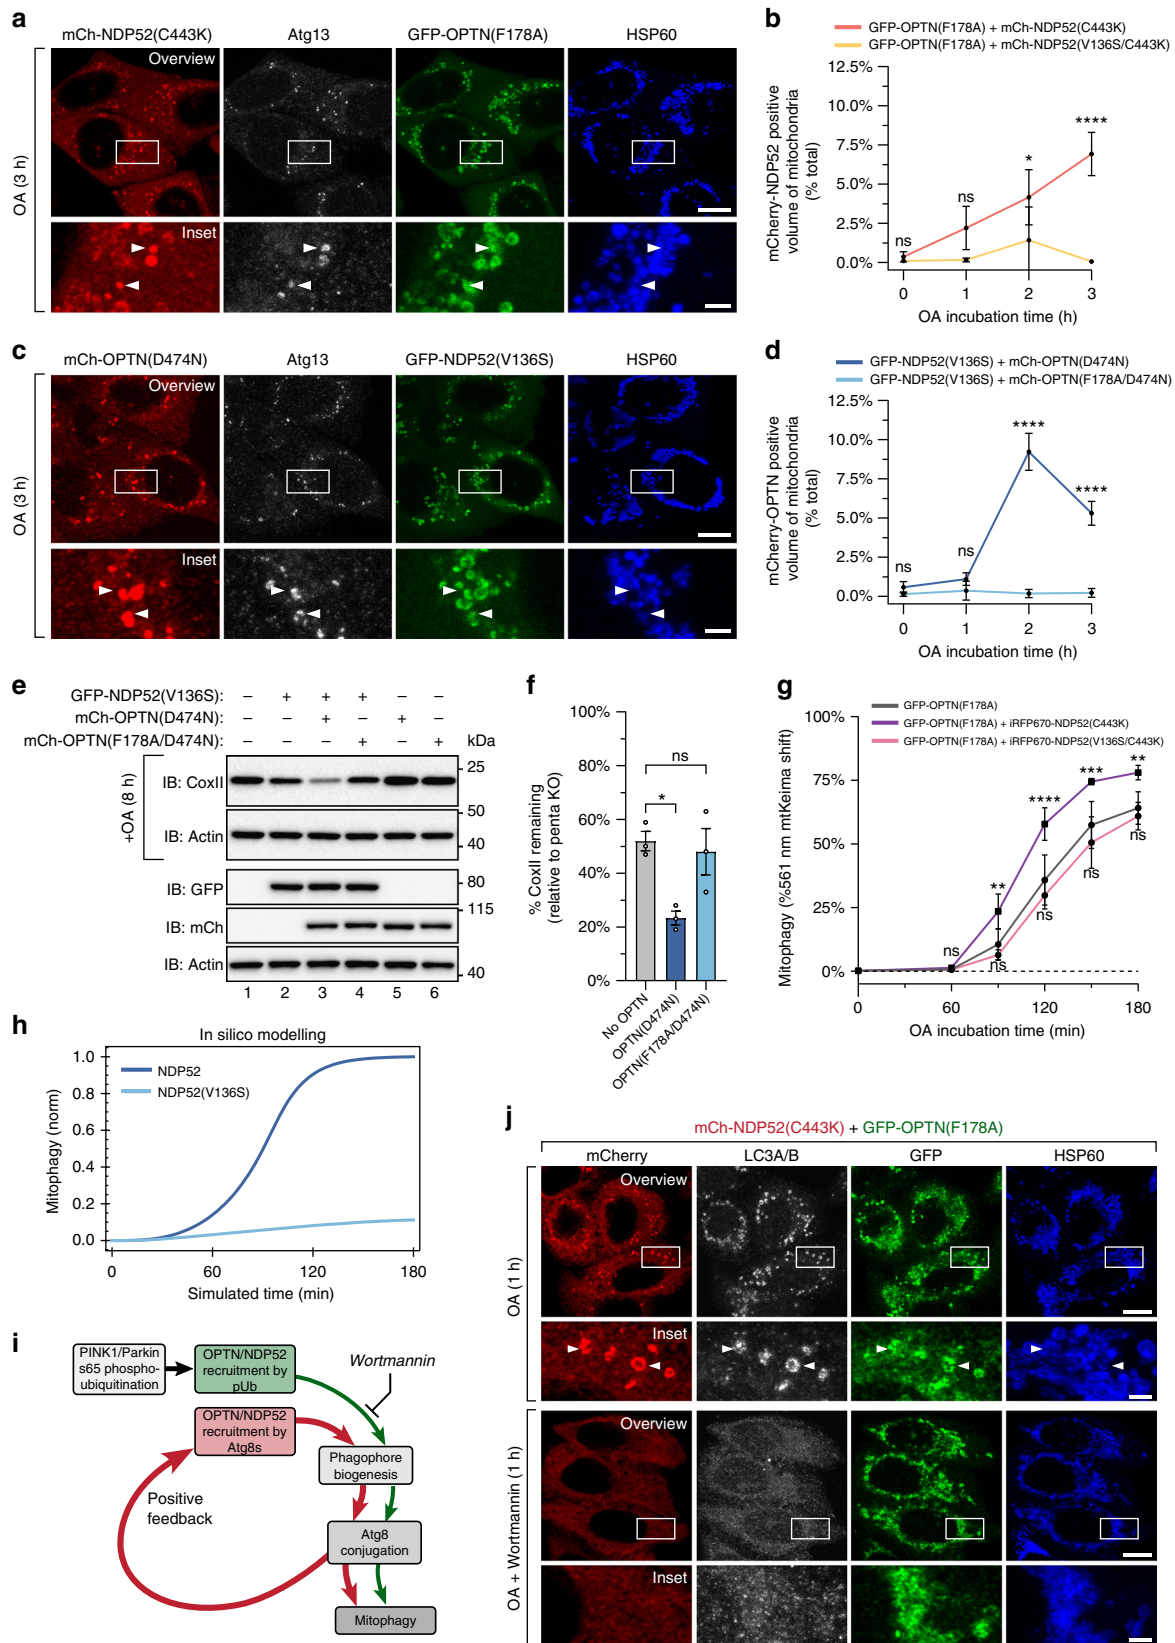 a
mCh-NDP52(C443K) Atg13 GFP-OPTN(F178A) HSP60
OA (3 h)
Overview
Inset
b
GFP-OPTN(F178A) + mCh-NDP52(C443K)
GFP-OPTN(F178A) + mCh-NDP52(V136S/C443K)
mCherry-NDP52 positive
volume of mitochondria
(% total)
12.5%
10.0%
7.5%
5.0%
2.5%
0.0%
ns ns * ****
0 1 2 3
OA incubation time (h)
c
mCh-OPTN(D474N) Atg13 GFP-NDP52(V136S) HSP60
OA (3 h)
Overview
Inset
d
GFP-NDP52(V136S) + mCh-OPTN(D474N)
GFP-NDP52(V136S) + mCh-OPTN(F178A/D474N)
mCherry-OPTN positive
volume of mitochondria
(% total)
12.5%
10.0%
7.5%
5.0%
2.5%
0.0%
ns ns **** ****
0 1 2 3
OA incubation time (h)
e
GFP-NDP52(V136S): – + + + – –
mCh-OPTN(D474N): – – + – + –
mCh-OPTN(F178A/D474N): – – – + – + kDa
+OA (8 h)
IB: CoxII 25
IB: Actin 50
40
IB: GFP 80
IB: mCh 115
IB: Actin 40
1 2 3 4 5 6
f
% CoxII remaining
(relative to penta KO)
100%
80%
60%
40%
20%
0%
ns
*
No OPTN
OPTN(D474N)
OPTN(F178A/D474N)
g
GFP-OPTN(F178A)
GFP-OPTN(F178A) + iRFP670-NDP52(C443K)
GFP-OPTN(F178A) + iRFP670-NDP52(V136S/C443K)
Mitophagy (%561 nm mtKeima shift)
100%
75%
50%
25%
0%
ns ** **** *** **
ns ns ns ns
0 60 120 180
OA incubation time (min)
h
In silico modelling
NDP52
NDP52(V136S)
Mitophagy (norm)
1.0
0.8
0.6
0.4
0.2
0.0
0 60 120 180
Simulated time (min)
i
PINK1/Parkin
s65 phospho-
ubiquitination
OPTN/NDP52
recruitment by
pUb
Wortmannin
OPTN/NDP52
recruitment by
Atg8s
Phagophore
biogenesis
Positive
feedback
Atg8
conjugation
Mitophagy
j
mCh-NDP52(C443K) + GFP-OPTN(F178A)
mCherry LC3A/B GFP HSP60
OA (1 h)
Overview
Inset
OA + Wortmannin (1 h)
Overview
Inset